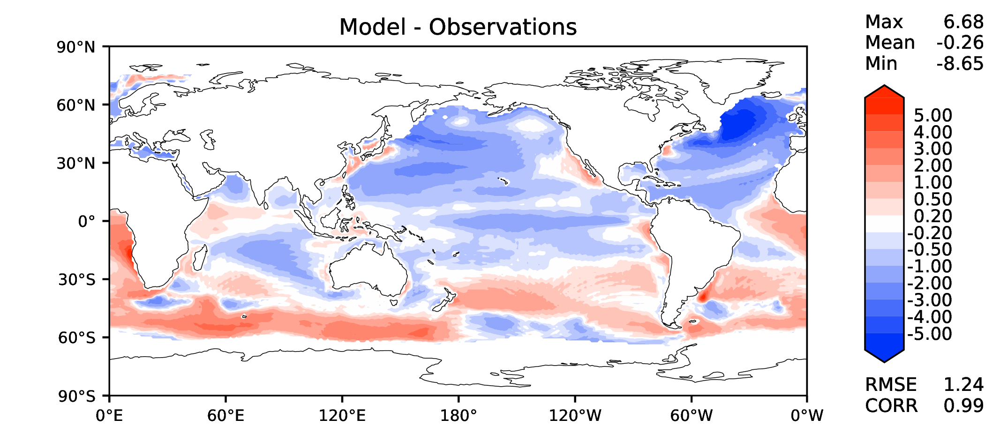 Model - Observations
Max 6.68
Mean -0.26
Min -8.65
90°N
60°N
30°N
0°
30°S
60°S
90°S
0°E 60°E 120°E 180° 120°W 60°W 0°W
5.00
4.00
3.00
2.00
1.00
0.50
0.20
-0.20
-0.50
-1.00
-2.00
-3.00
-4.00
-5.00
RMSE 1.24
CORR 0.99